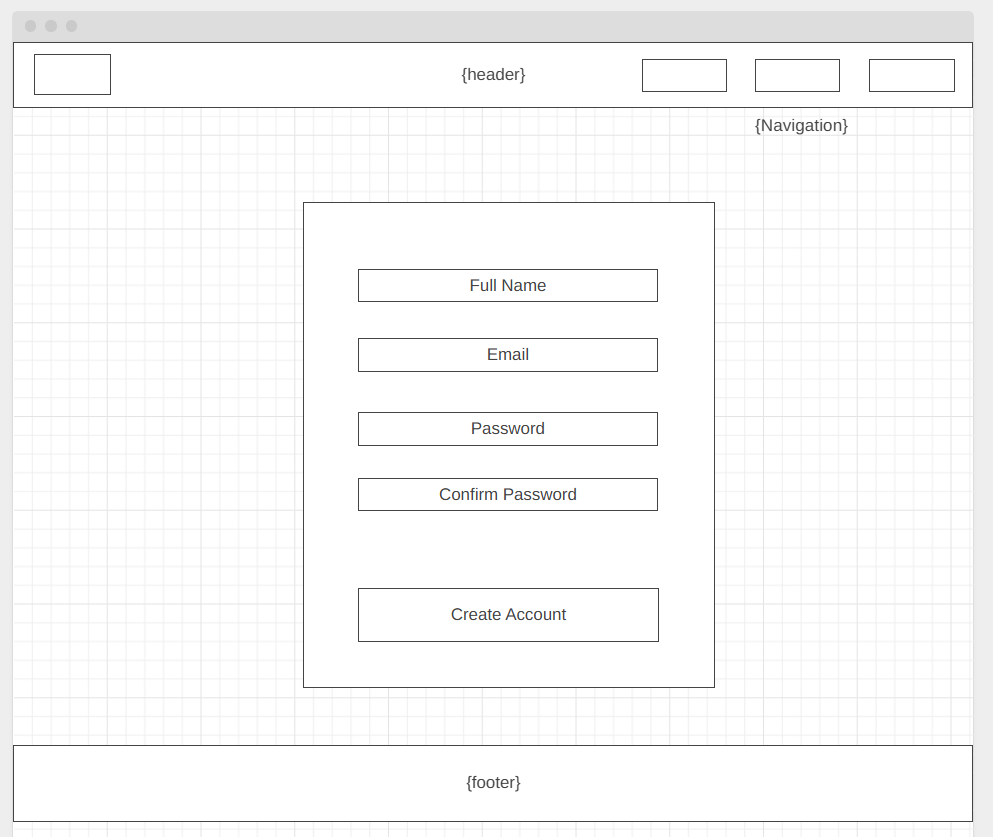 {header}
{Navigation}
Full Name
Email
Password
Confirm Password
Create Account
{footer}